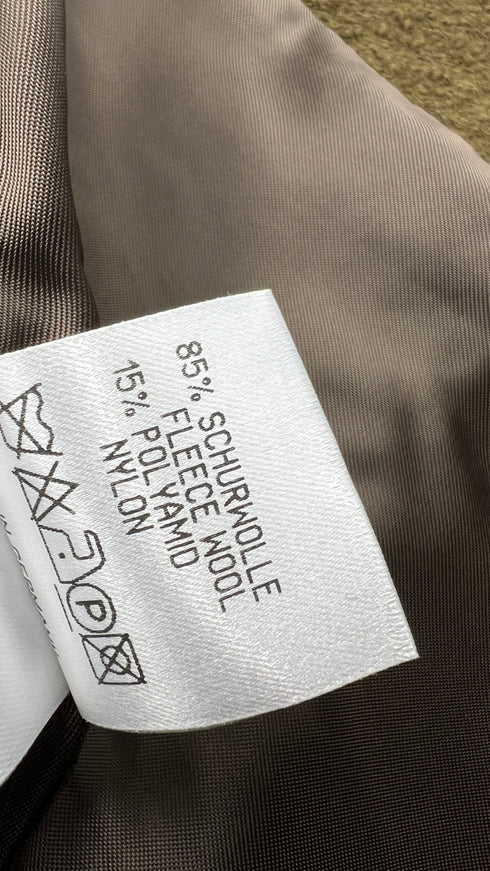 85% SCHURWOLLE
FLEECE WOOL
15% POLYAMID
NYLON
P